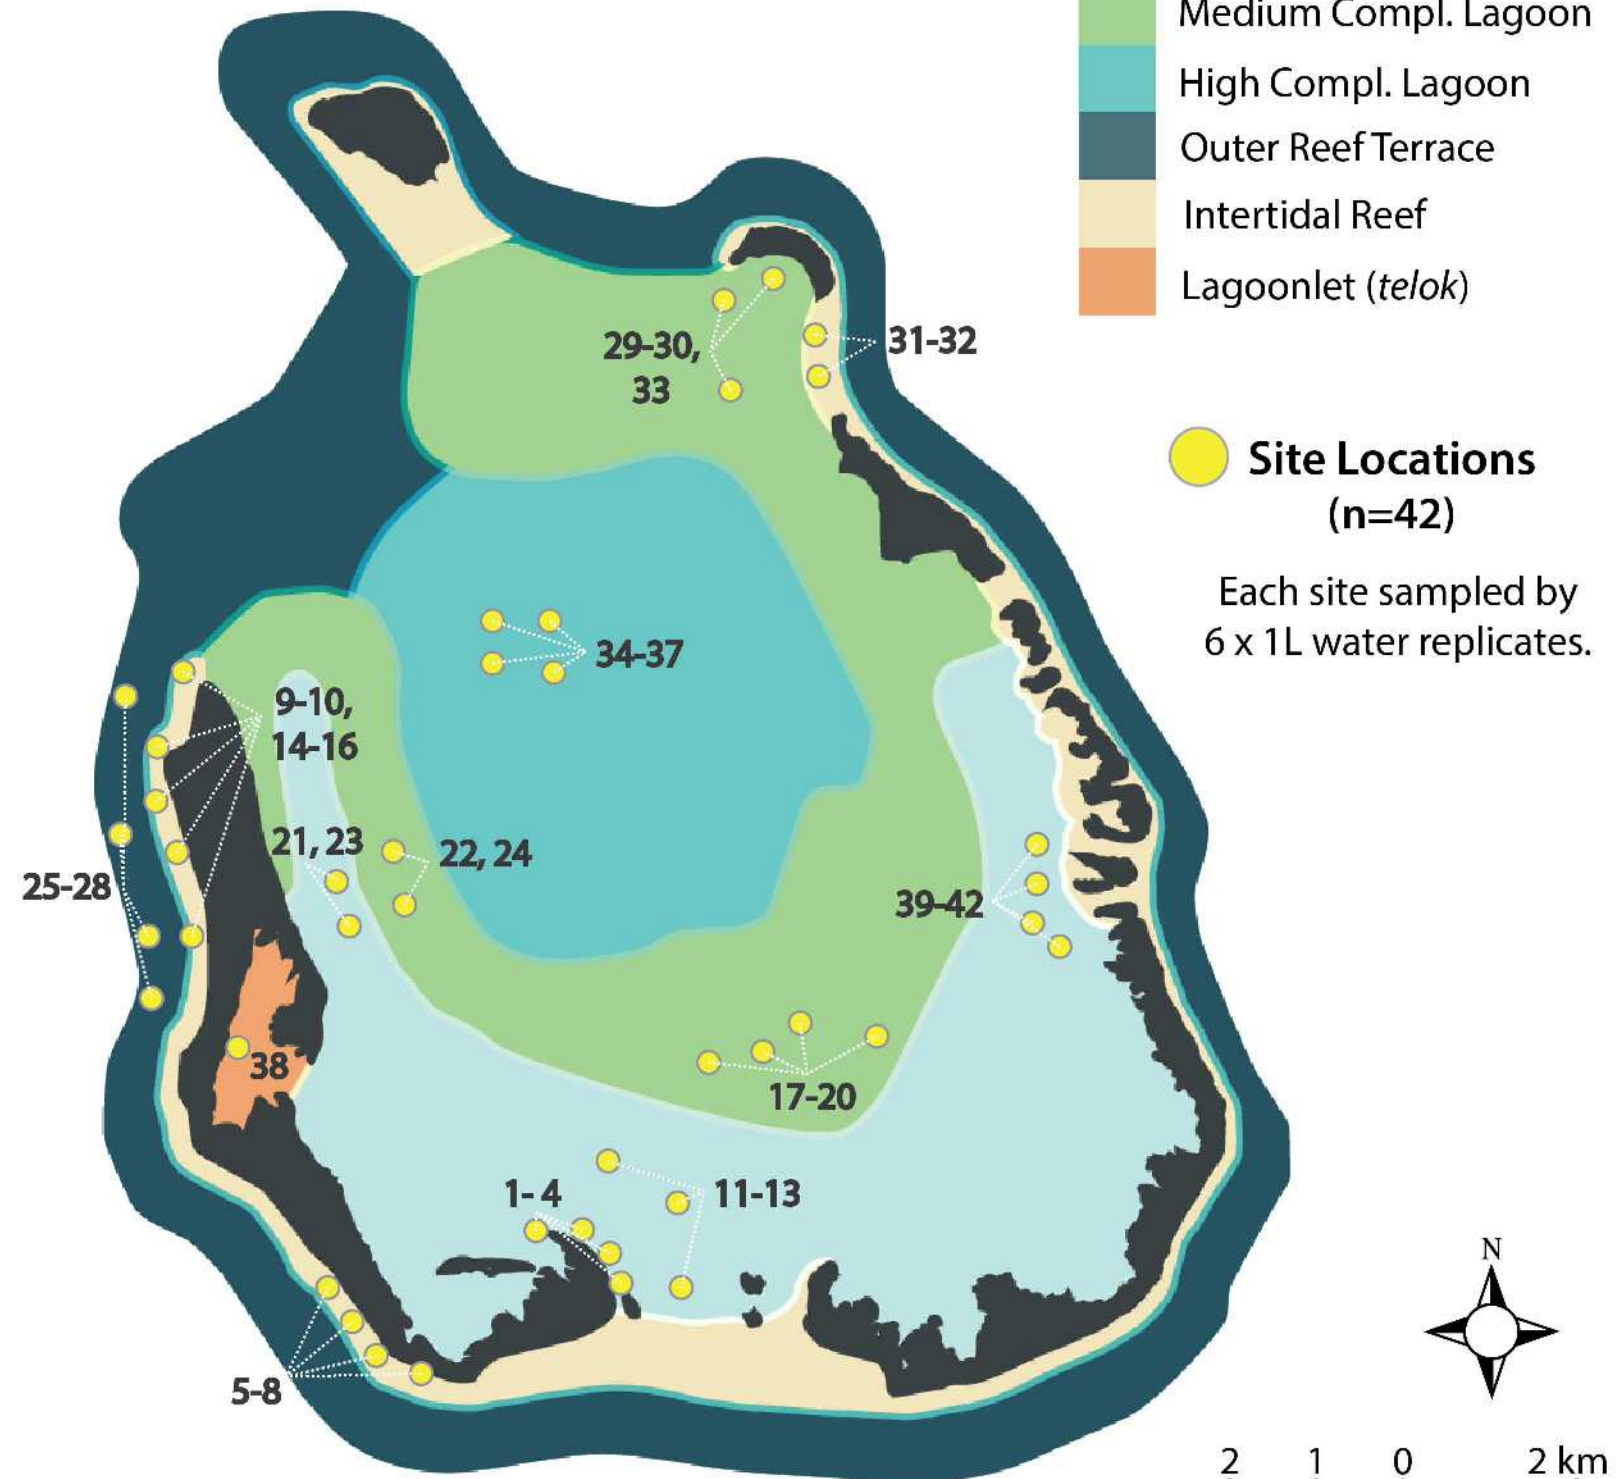 Medium Compl. Lagoon
High Compl. Lagoon
Outer Reef Terrace
Intertidal Reef
Lagoonlet (telok)
29-30,
33
31-32
Site Locations
(n=42)
Each site sampled by
6 x 1L water replicates.
34-37
9-10,
14-16
21, 23
22, 24
25-28
39-42
38
17-20
1- 4
11-13
5-8
N
2 1 0 2 km